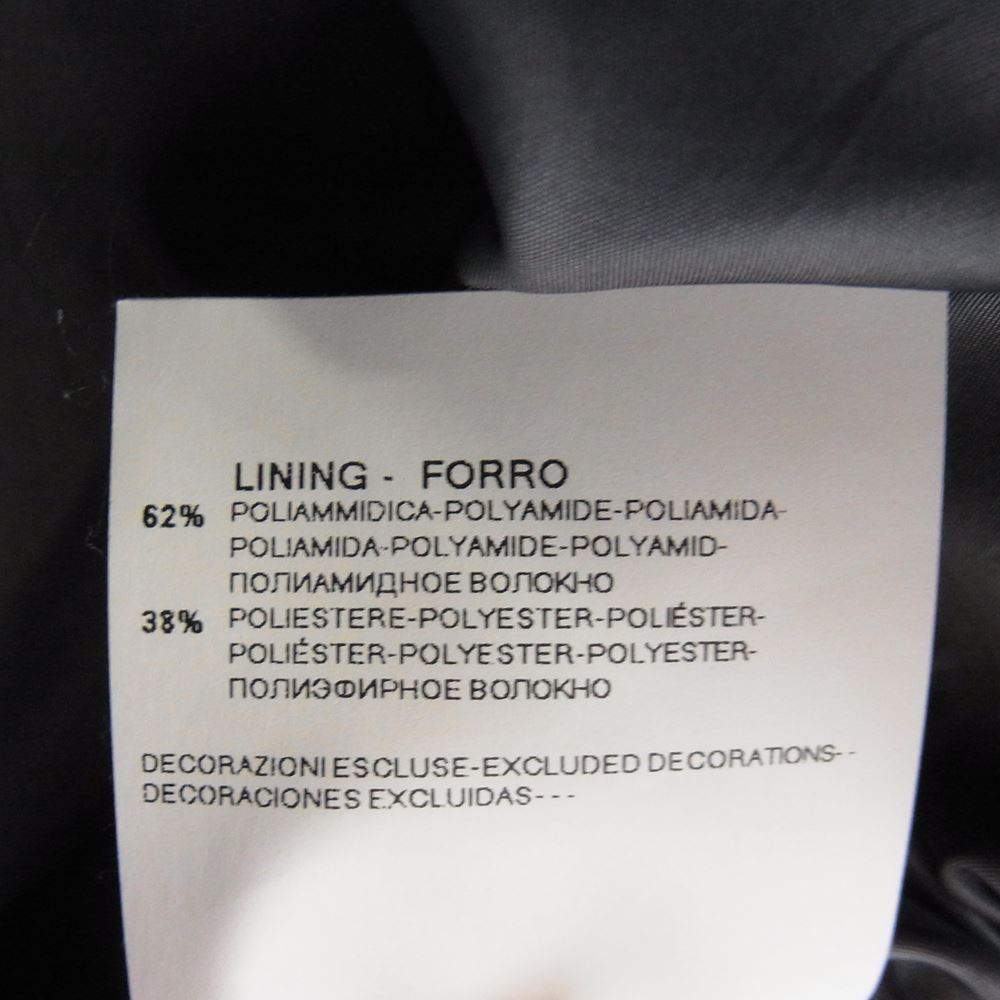 LINING - FORRO
62% POLIAMMIDICA-POLYAMIDE-POLIAMIDA-
POLIAMIDA-POLYAMIDE-POLYAMID-
ПОЛИАМИДНОЕ ВОЛОКНО
38% POLIESTERE-POLYESTER-POLIÉSTER-
POLIÉSTER-POLYESTER-POLYESTER-
ПОЛИЭФИРНОЕ ВОЛОКНО
DECORAZIONI ESCLUSE-EXCLUDED DECORATIONS--
DECORACIONES EXCLUIDAS---